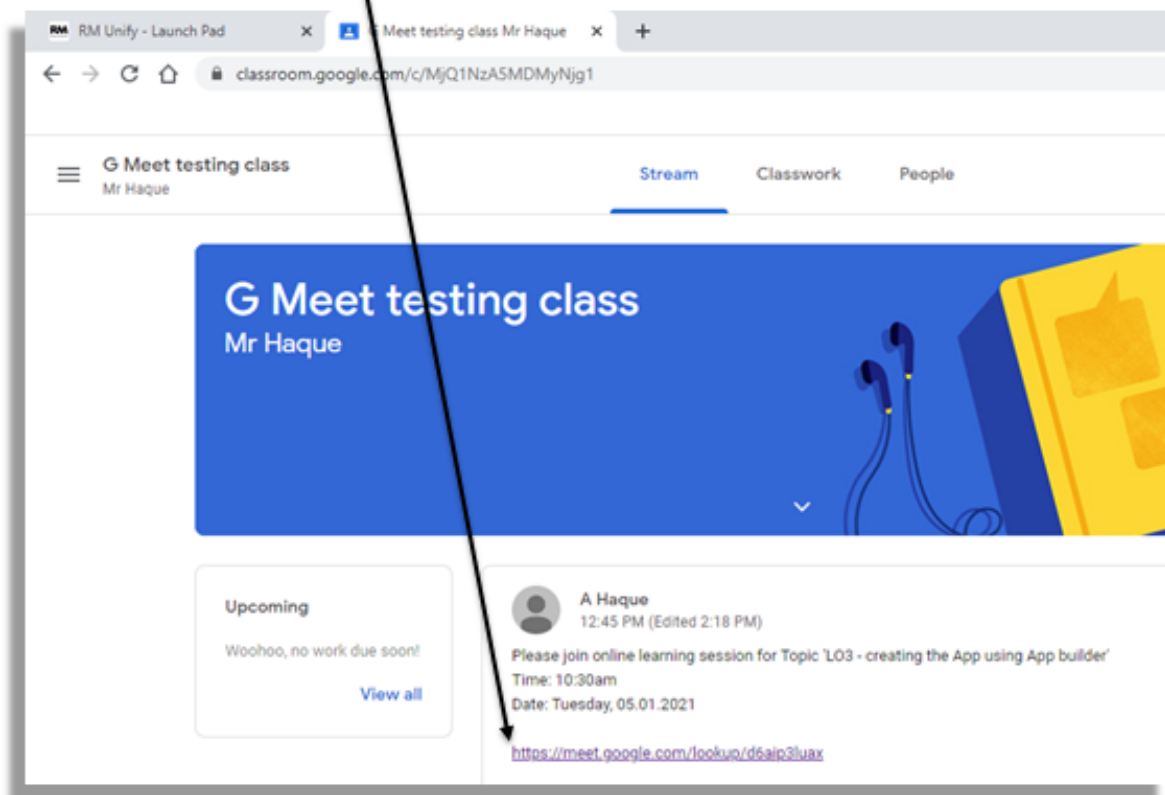 RM RM Unify - Launch Pad
G Meet testing class Mr Haque
classroom.google.com/c/MjQ1NzA5MDMyNjg1
G Meet testing class
Mr Haque
Stream Classwork People
G Meet testing class
Mr Haque
Upcoming
Woohoo, no work due soon!
View all
A Haque
12:45 PM (Edited 2:18 PM)
Please join online learning session for Topic 'LO3 - creating the App using App builder'
Time: 10:30am
Date: Tuesday, 05.01.2021
https://meet.google.com/lookup/d6aip3luax